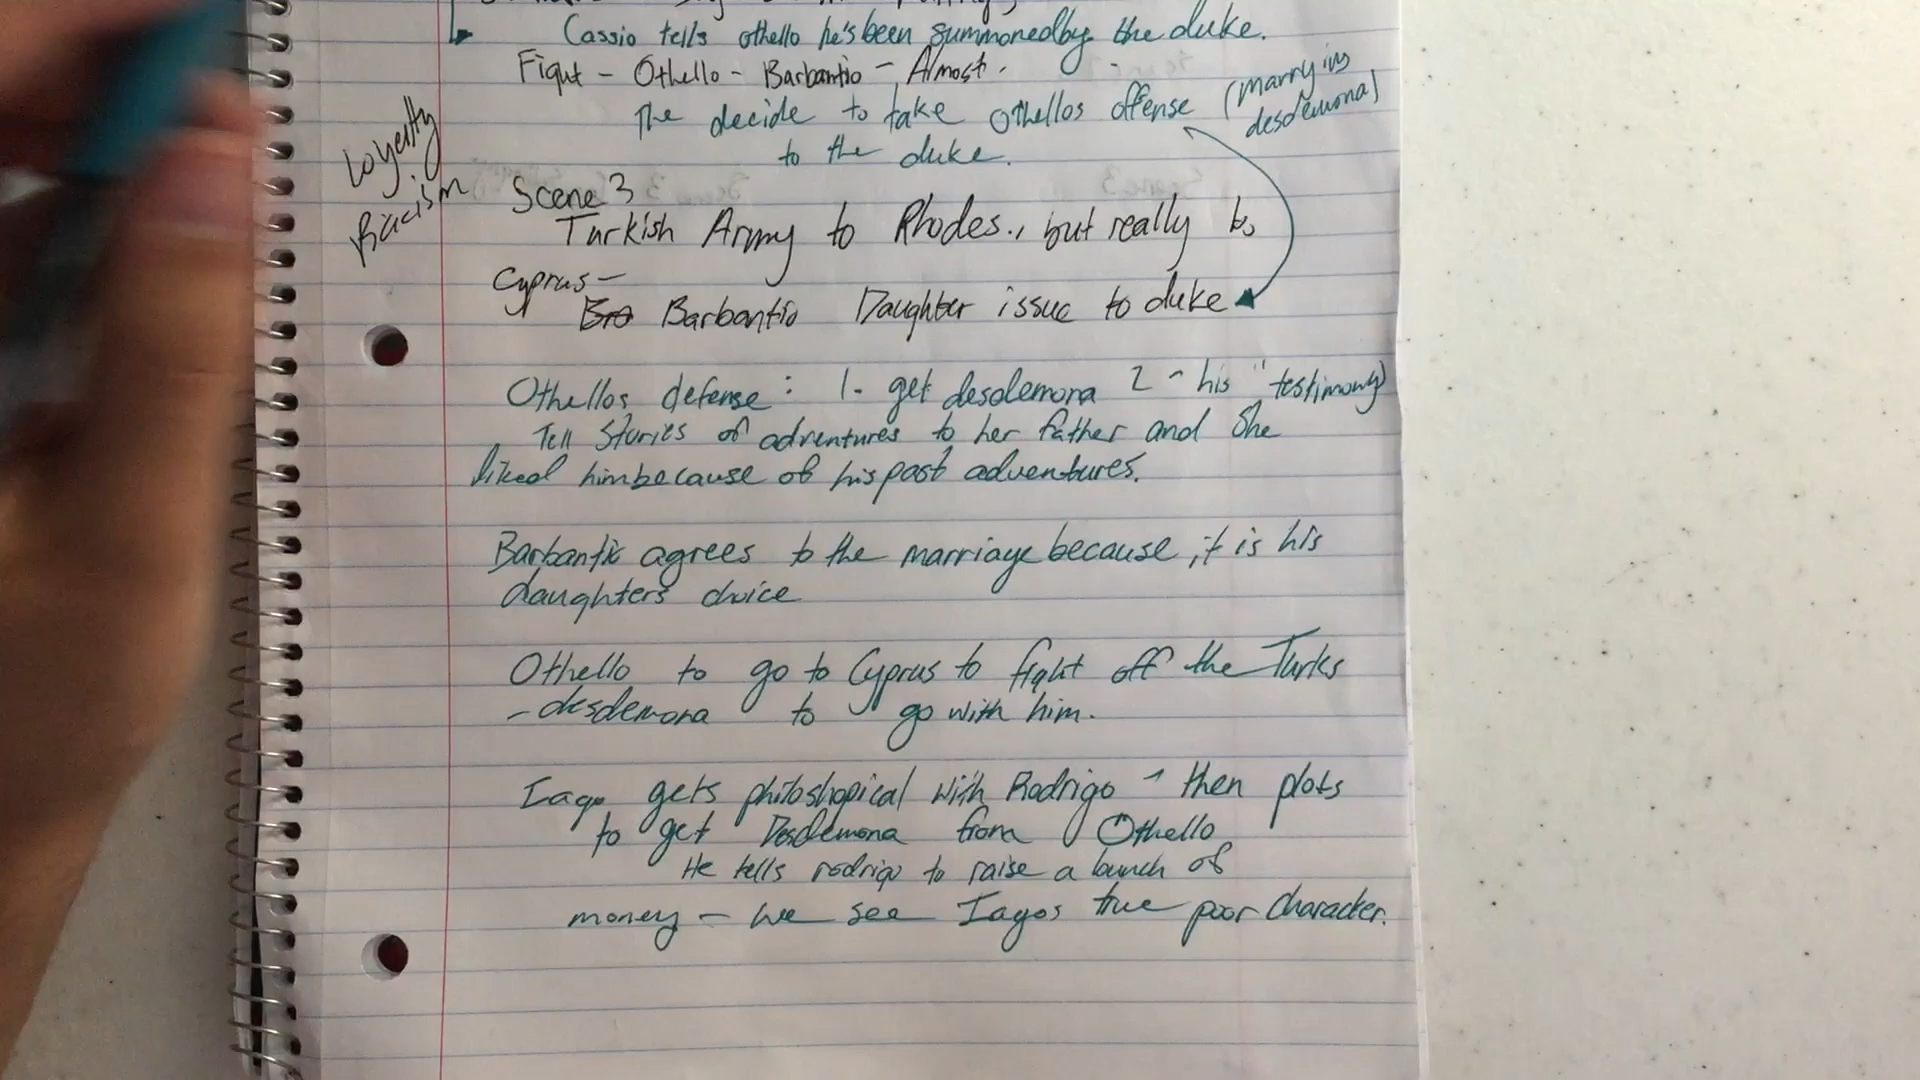 Cassio tells othello he's been summoned by the duke.
Fight - Othello - Barbantio - Almost.
The decide to take Othellos offense (marrying
desdemona)
to the duke.
Loyealty
Racism
Scene 3
Turkish Army to Rhodes., but really to
Cyprus -
Bra Barbantio Daughter issue to duke
Othellos defense : 1- get desdemona 2 - his "testimony"
Tell Stories of adventures to her father and She
liked him because of his past adventures.
Barbantio agrees to the marriage because, it is his
daughters choice
Othello to go to Cyprus to fight off the Turks
- desdemona to go with him.
Iago gets philoshopical with Rodrigo - then plots
to get Desdemona from Othello
He tells rodrigo to raise a bunch of
money - we see Iagos true poor Character.